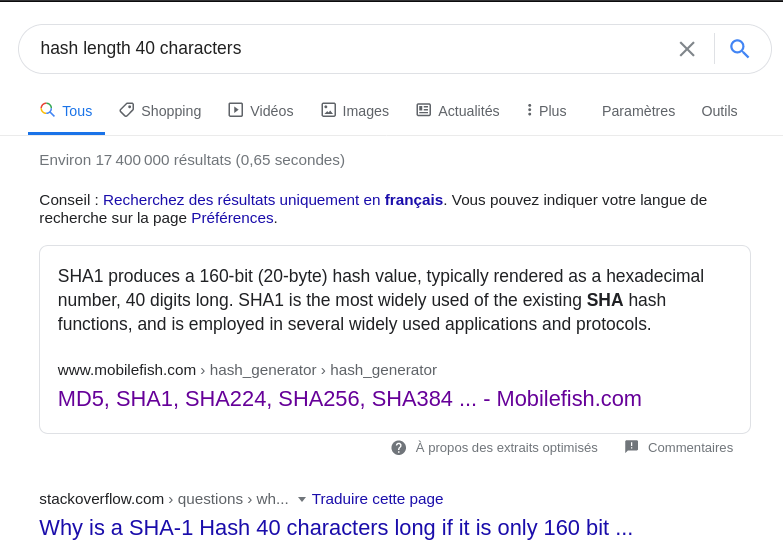 hash length 40 characters
Tous Shopping Vidéos Images Actualités Plus Paramètres Outils
Environ 17 400 000 résultats (0,65 secondes)
Conseil : Recherchez des résultats uniquement en français. Vous pouvez indiquer votre langue de
recherche sur la page Préférences.
SHA1 produces a 160-bit (20-byte) hash value, typically rendered as a hexadecimal
number, 40 digits long. SHA1 is the most widely used of the existing SHA hash
functions, and is employed in several widely used applications and protocols.
www.mobilefish.com › hash_generator › hash_generator
MD5, SHA1, SHA224, SHA256, SHA384 ... - Mobilefish.com
À propos des extraits optimisés Commentaires
stackoverflow.com › questions › wh... Traduire cette page
Why is a SHA-1 Hash 40 characters long if it is only 160 bit ...